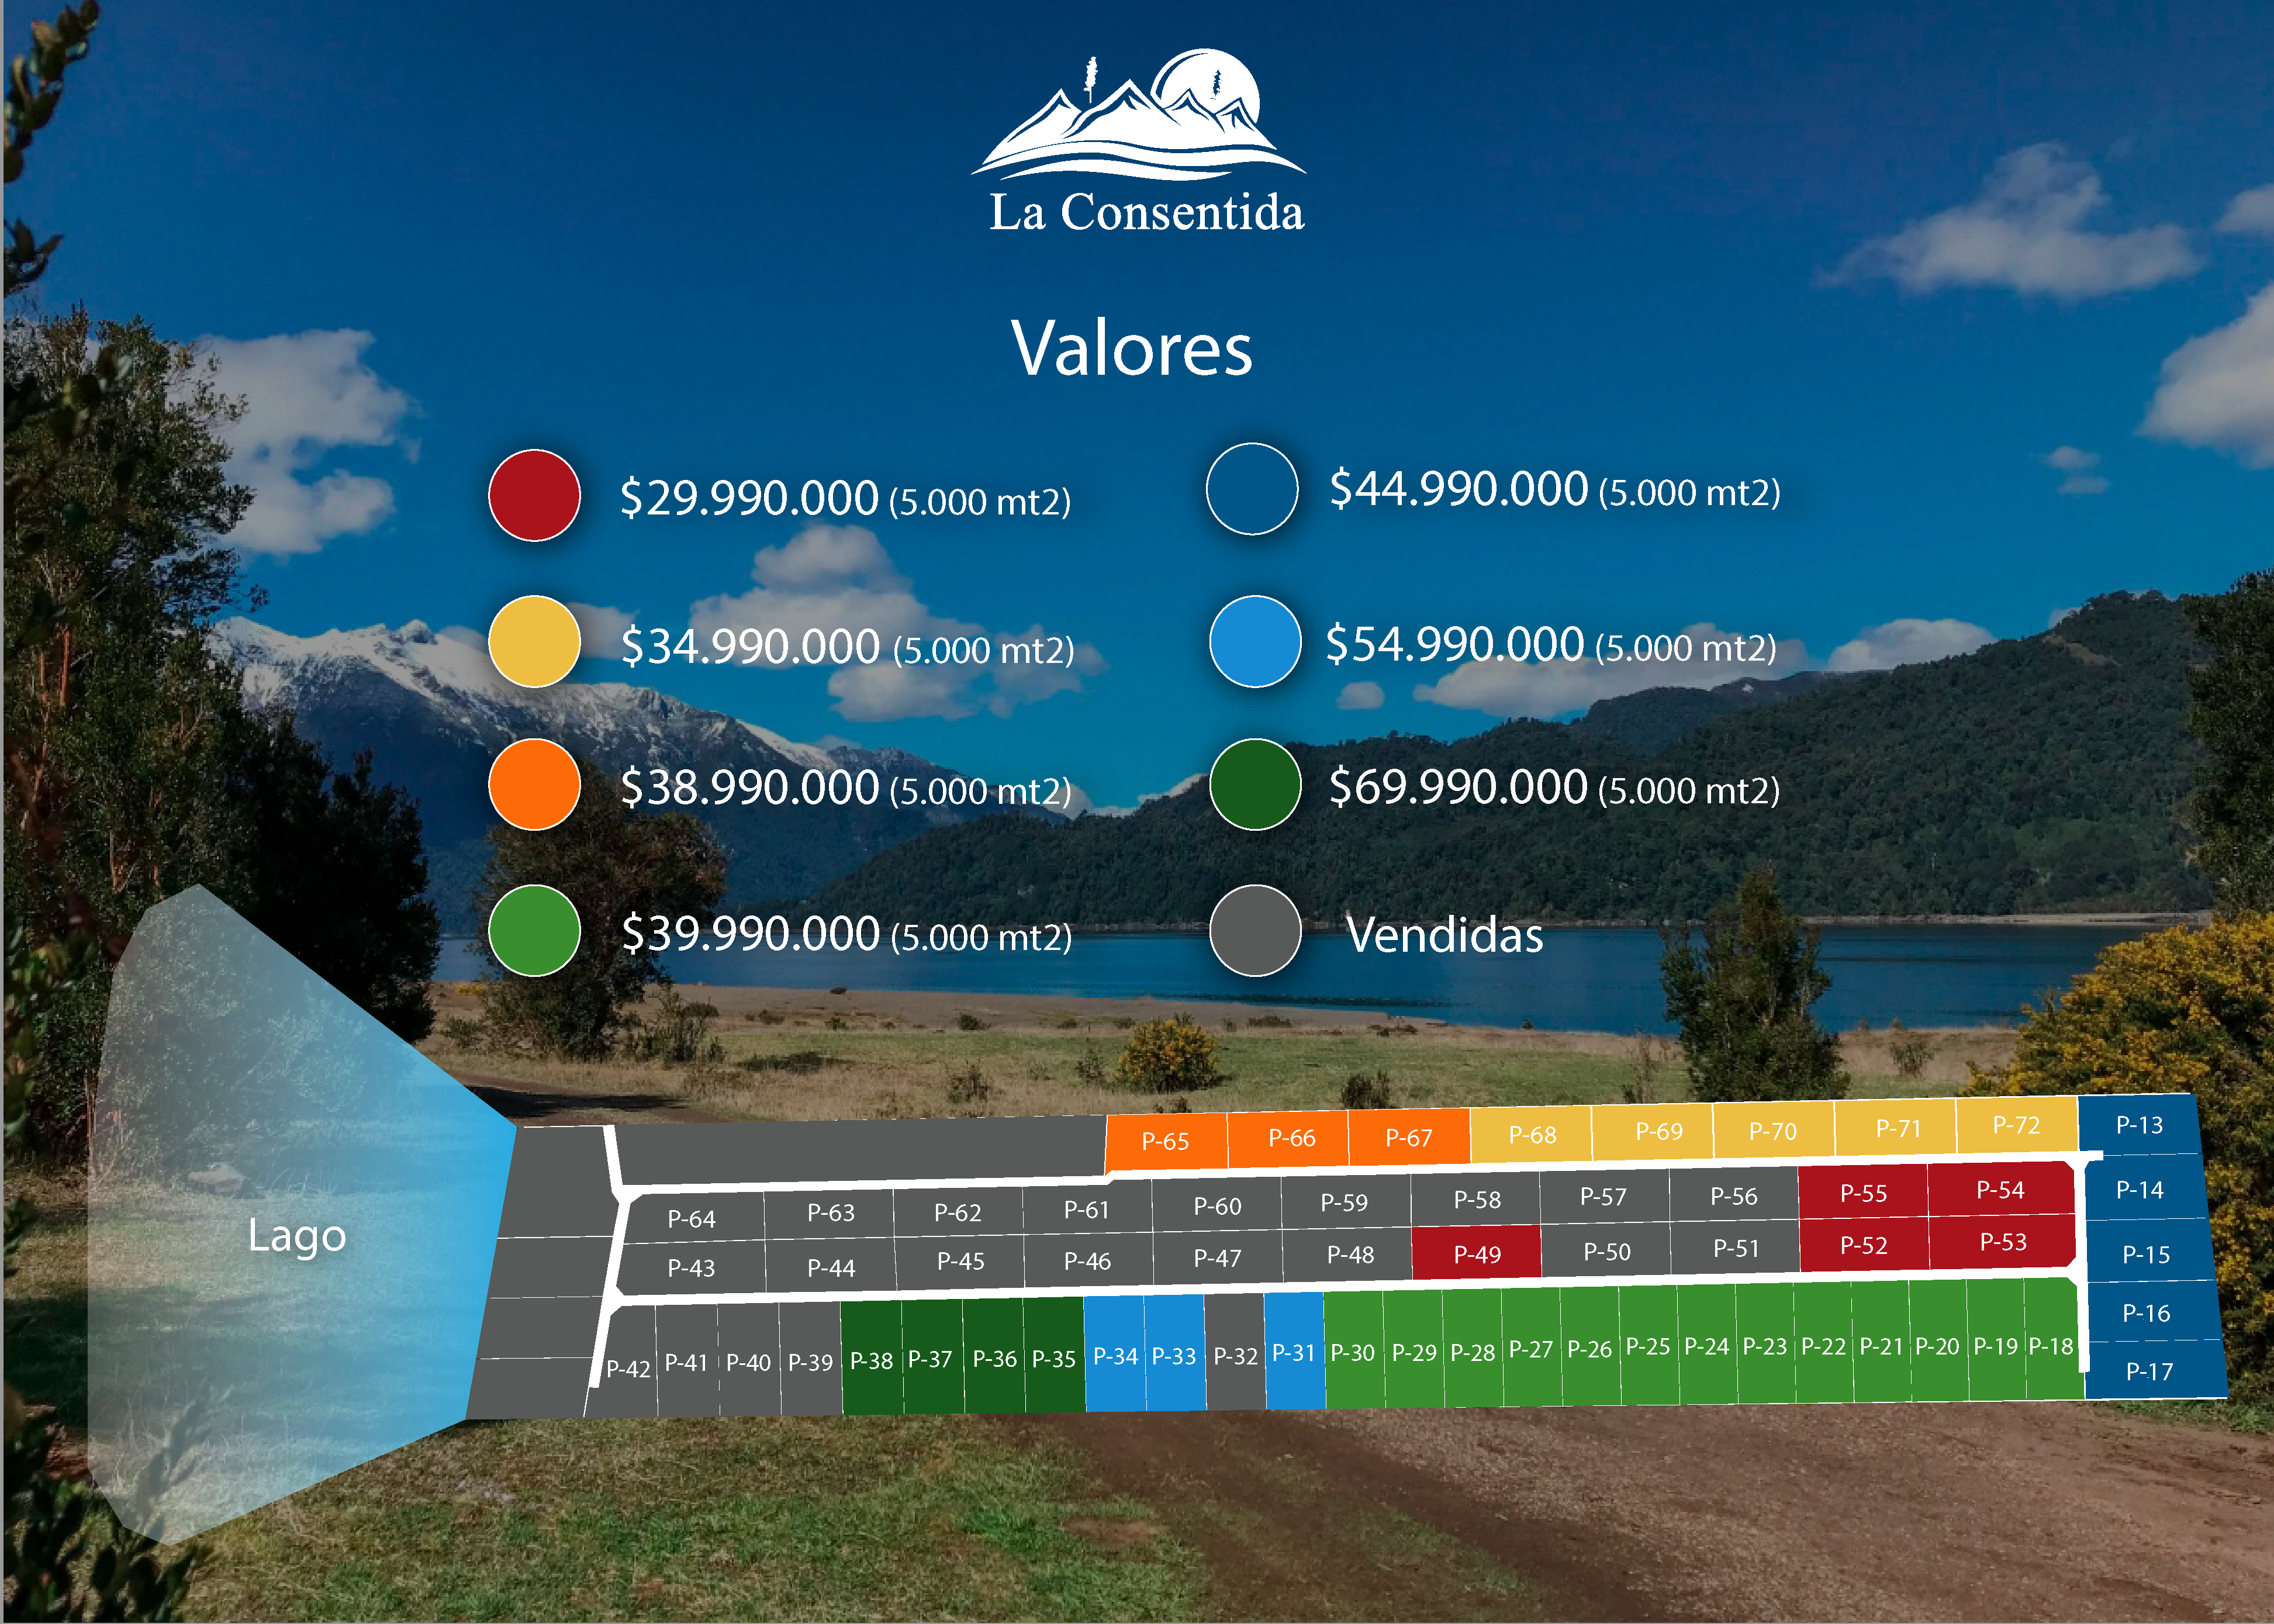 La Consentida
Valores
$29.990.000 (5.000 mt2)
$44.990.000 (5.000 mt2)
$34.990.000 (5.000 mt2)
$54.990.000 (5.000 mt2)
$38.990.000 (5.000 mt2)
$69.990.000 (5.000 mt2)
$39.990.000 (5.000 mt2)
Vendidas
Lago
P-65 P-66 P-67 P-68 P-69 P-70 P-71 P-72 P-13
P-64 P-63 P-62 P-61 P-60 P-59 P-58 P-57 P-56 P-55 P-54 P-14
P-43 P-44 P-45 P-46 P-47 P-48 P-49 P-50 P-51 P-52 P-53 P-15
P-16
P-42 P-41 P-40 P-39 P-38 P-37 P-36 P-35 P-34 P-33 P-32 P-31 P-30 P-29 P-28 P-27 P-26 P-25 P-24 P-23 P-22 P-21 P-20 P-19 P-18
P-17